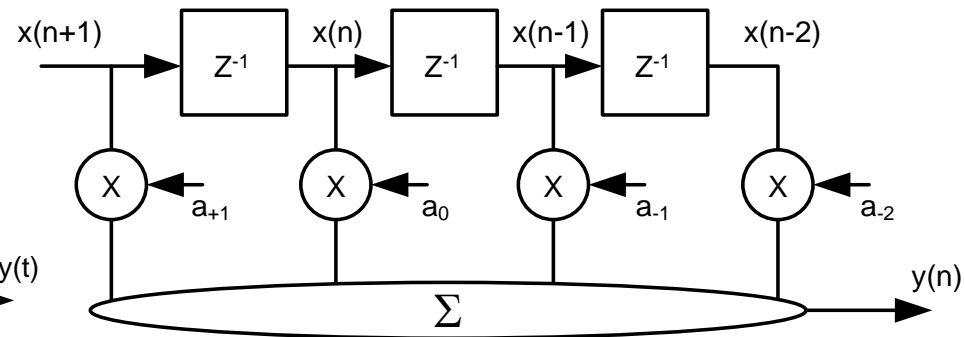 x(n+1) x(n) x(n-1) x(n-2)
Z⁻¹ Z⁻¹ Z⁻¹
X X X X
a₊₁ a₀ a₋₁ a₋₂
y(t) y(n)
Σ